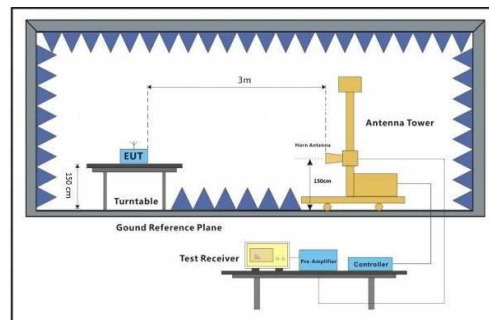 3m
Antenna Tower
Horn Antenna
EUT
150 cm
150cm
Turntable
Gound Reference Plane
Test Receiver
Pre-Amplifier
Controller